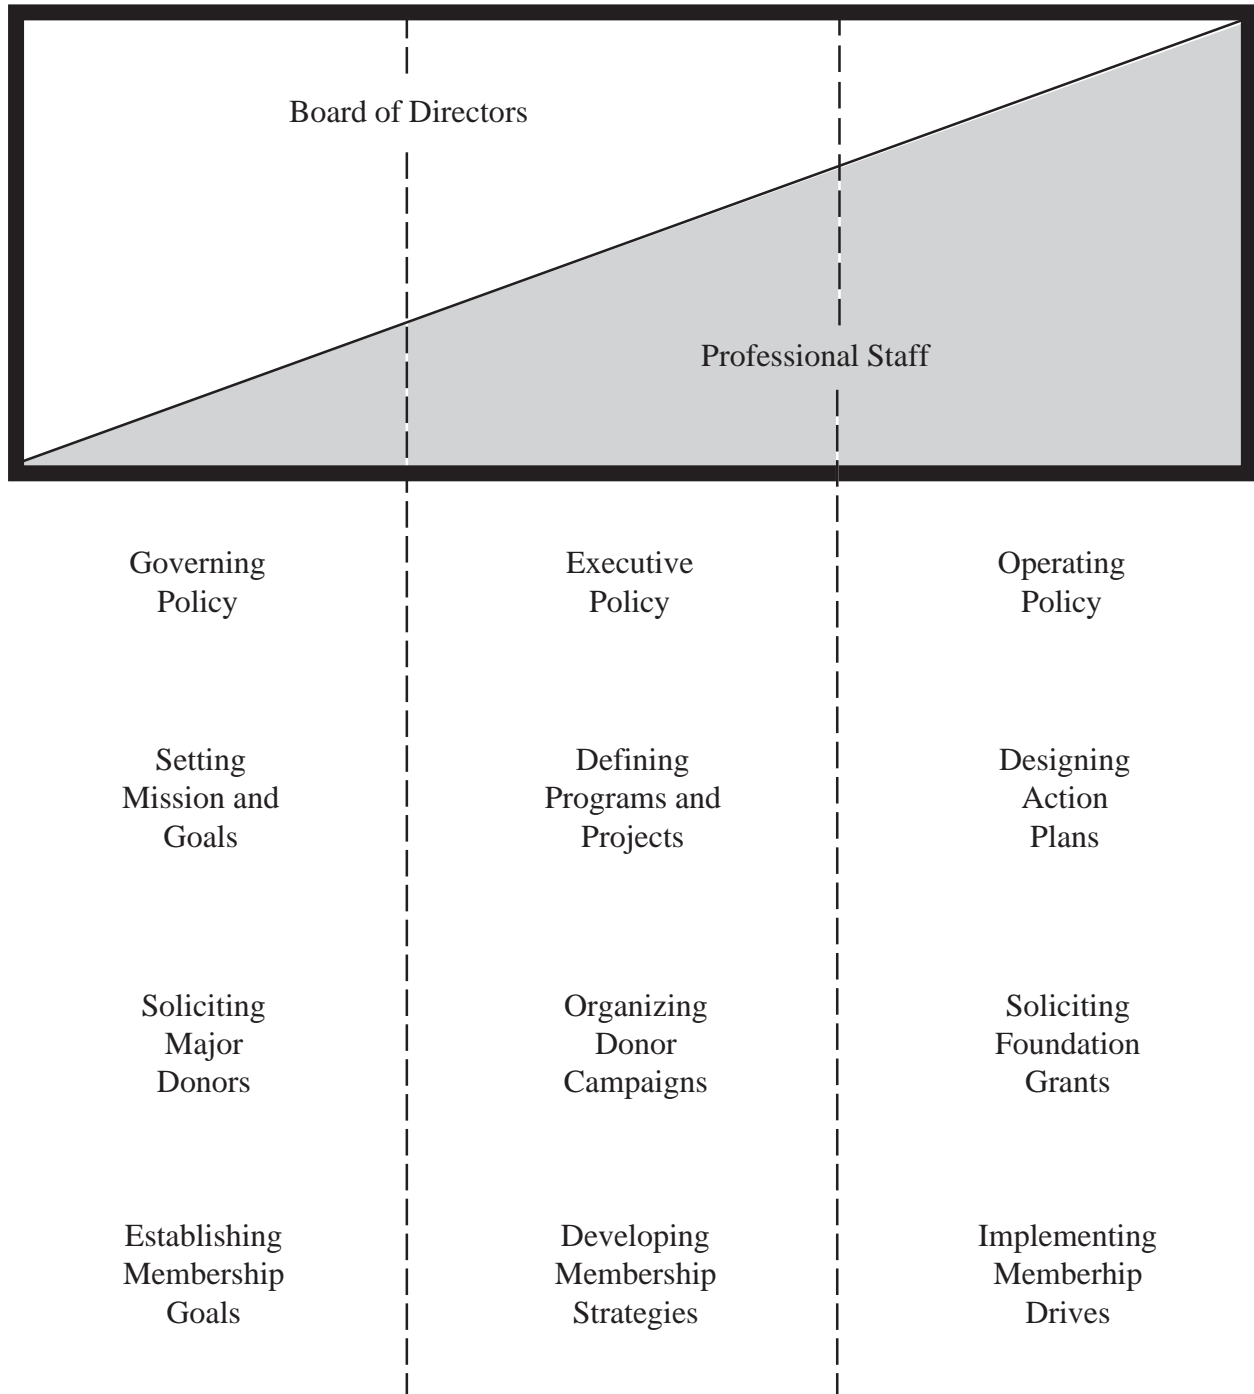 Board of Directors
Professional Staff
Governing
Policy
Executive
Policy
Operating
Policy
Setting
Mission and
Goals
Defining
Programs and
Projects
Designing
Action
Plans
Soliciting
Major
Donors
Organizing
Donor
Campaigns
Soliciting
Foundation
Grants
Establishing
Membership
Goals
Developing
Membership
Strategies
Implementing
Memberhip
Drives